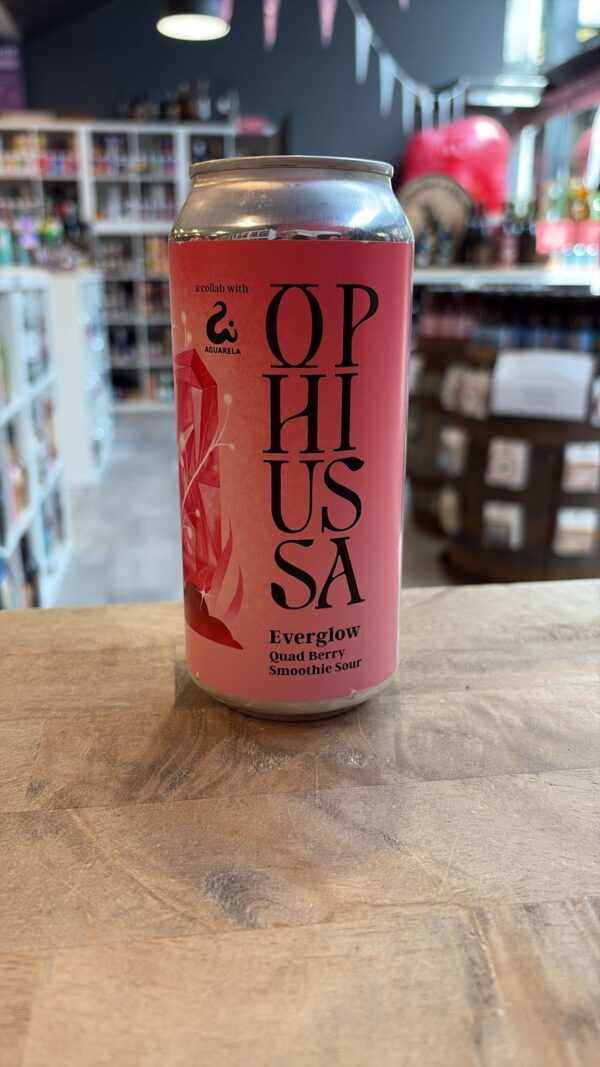 a collab with
AGUARELA
OP
HI
US
SA
Everglow
Quad Berry
Smoothie Sour